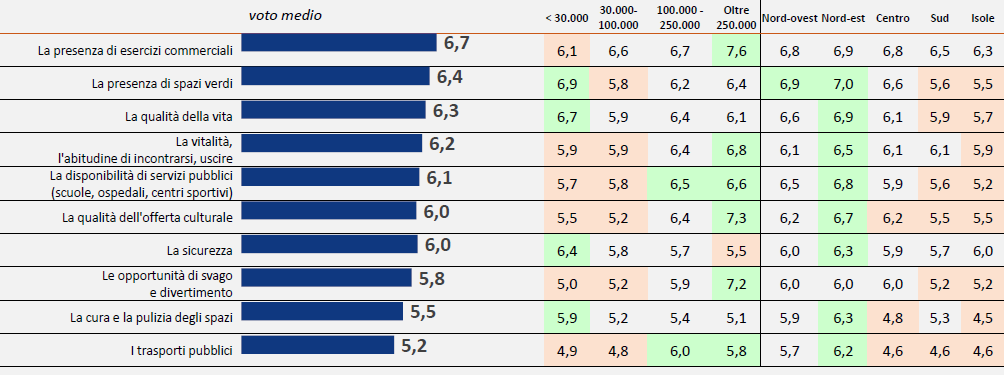 voto medio < 30.000 30.000-100.000 100.000 - 250.000 Oltre 250.000 Nord-ovest Nord-est Centro Sud Isole
La presenza di esercizi commerciali 6,7 6,1 6,6 6,7 7,6 6,8 6,9 6,8 6,5 6,3
La presenza di spazi verdi 6,4 6,9 5,8 6,2 6,4 6,9 7,0 6,6 5,6 5,5
La qualità della vita 6,3 6,7 5,9 6,4 6,1 6,6 6,9 6,1 5,9 5,7
La vitalità,
l'abitudine di incontrarsi, uscire 6,2 5,9 5,9 6,4 6,8 6,1 6,5 6,1 6,1 5,9
La disponibilità di servizi pubblici
(scuole, ospedali, centri sportivi) 6,1 5,7 5,8 6,5 6,6 6,5 6,8 5,9 5,6 5,2
La qualità dell'offerta culturale 6,0 5,5 5,2 6,4 7,3 6,2 6,7 6,2 5,5 5,5
La sicurezza 6,0 6,4 5,8 5,7 5,5 6,0 6,3 5,9 5,7 6,0
Le opportunità di svago
e divertimento 5,8 5,0 5,2 5,9 7,2 6,0 6,0 6,0 5,2 5,2
La cura e la pulizia degli spazi 5,5 5,9 5,2 5,4 5,1 5,9 6,3 4,8 5,3 4,5
I trasporti pubblici 5,2 4,9 4,8 6,0 5,8 5,7 6,2 4,6 4,6 4,6